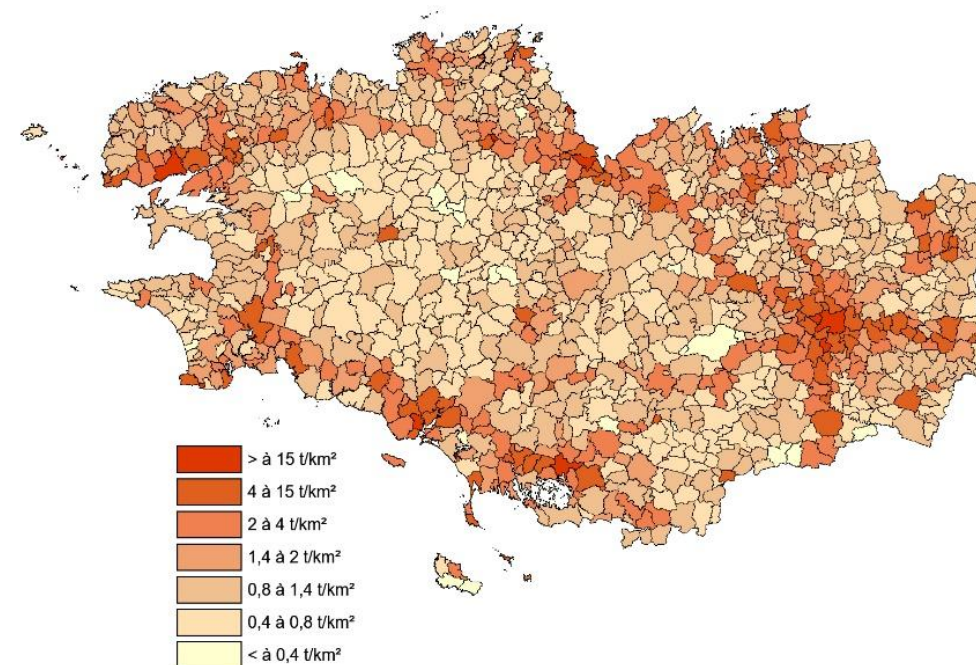 > à 15 t/km²
4 à 15 t/km²
2 à 4 t/km²
1,4 à 2 t/km²
0,8 à 1,4 t/km²
0,4 à 0,8 t/km²
< à 0,4 t/km²